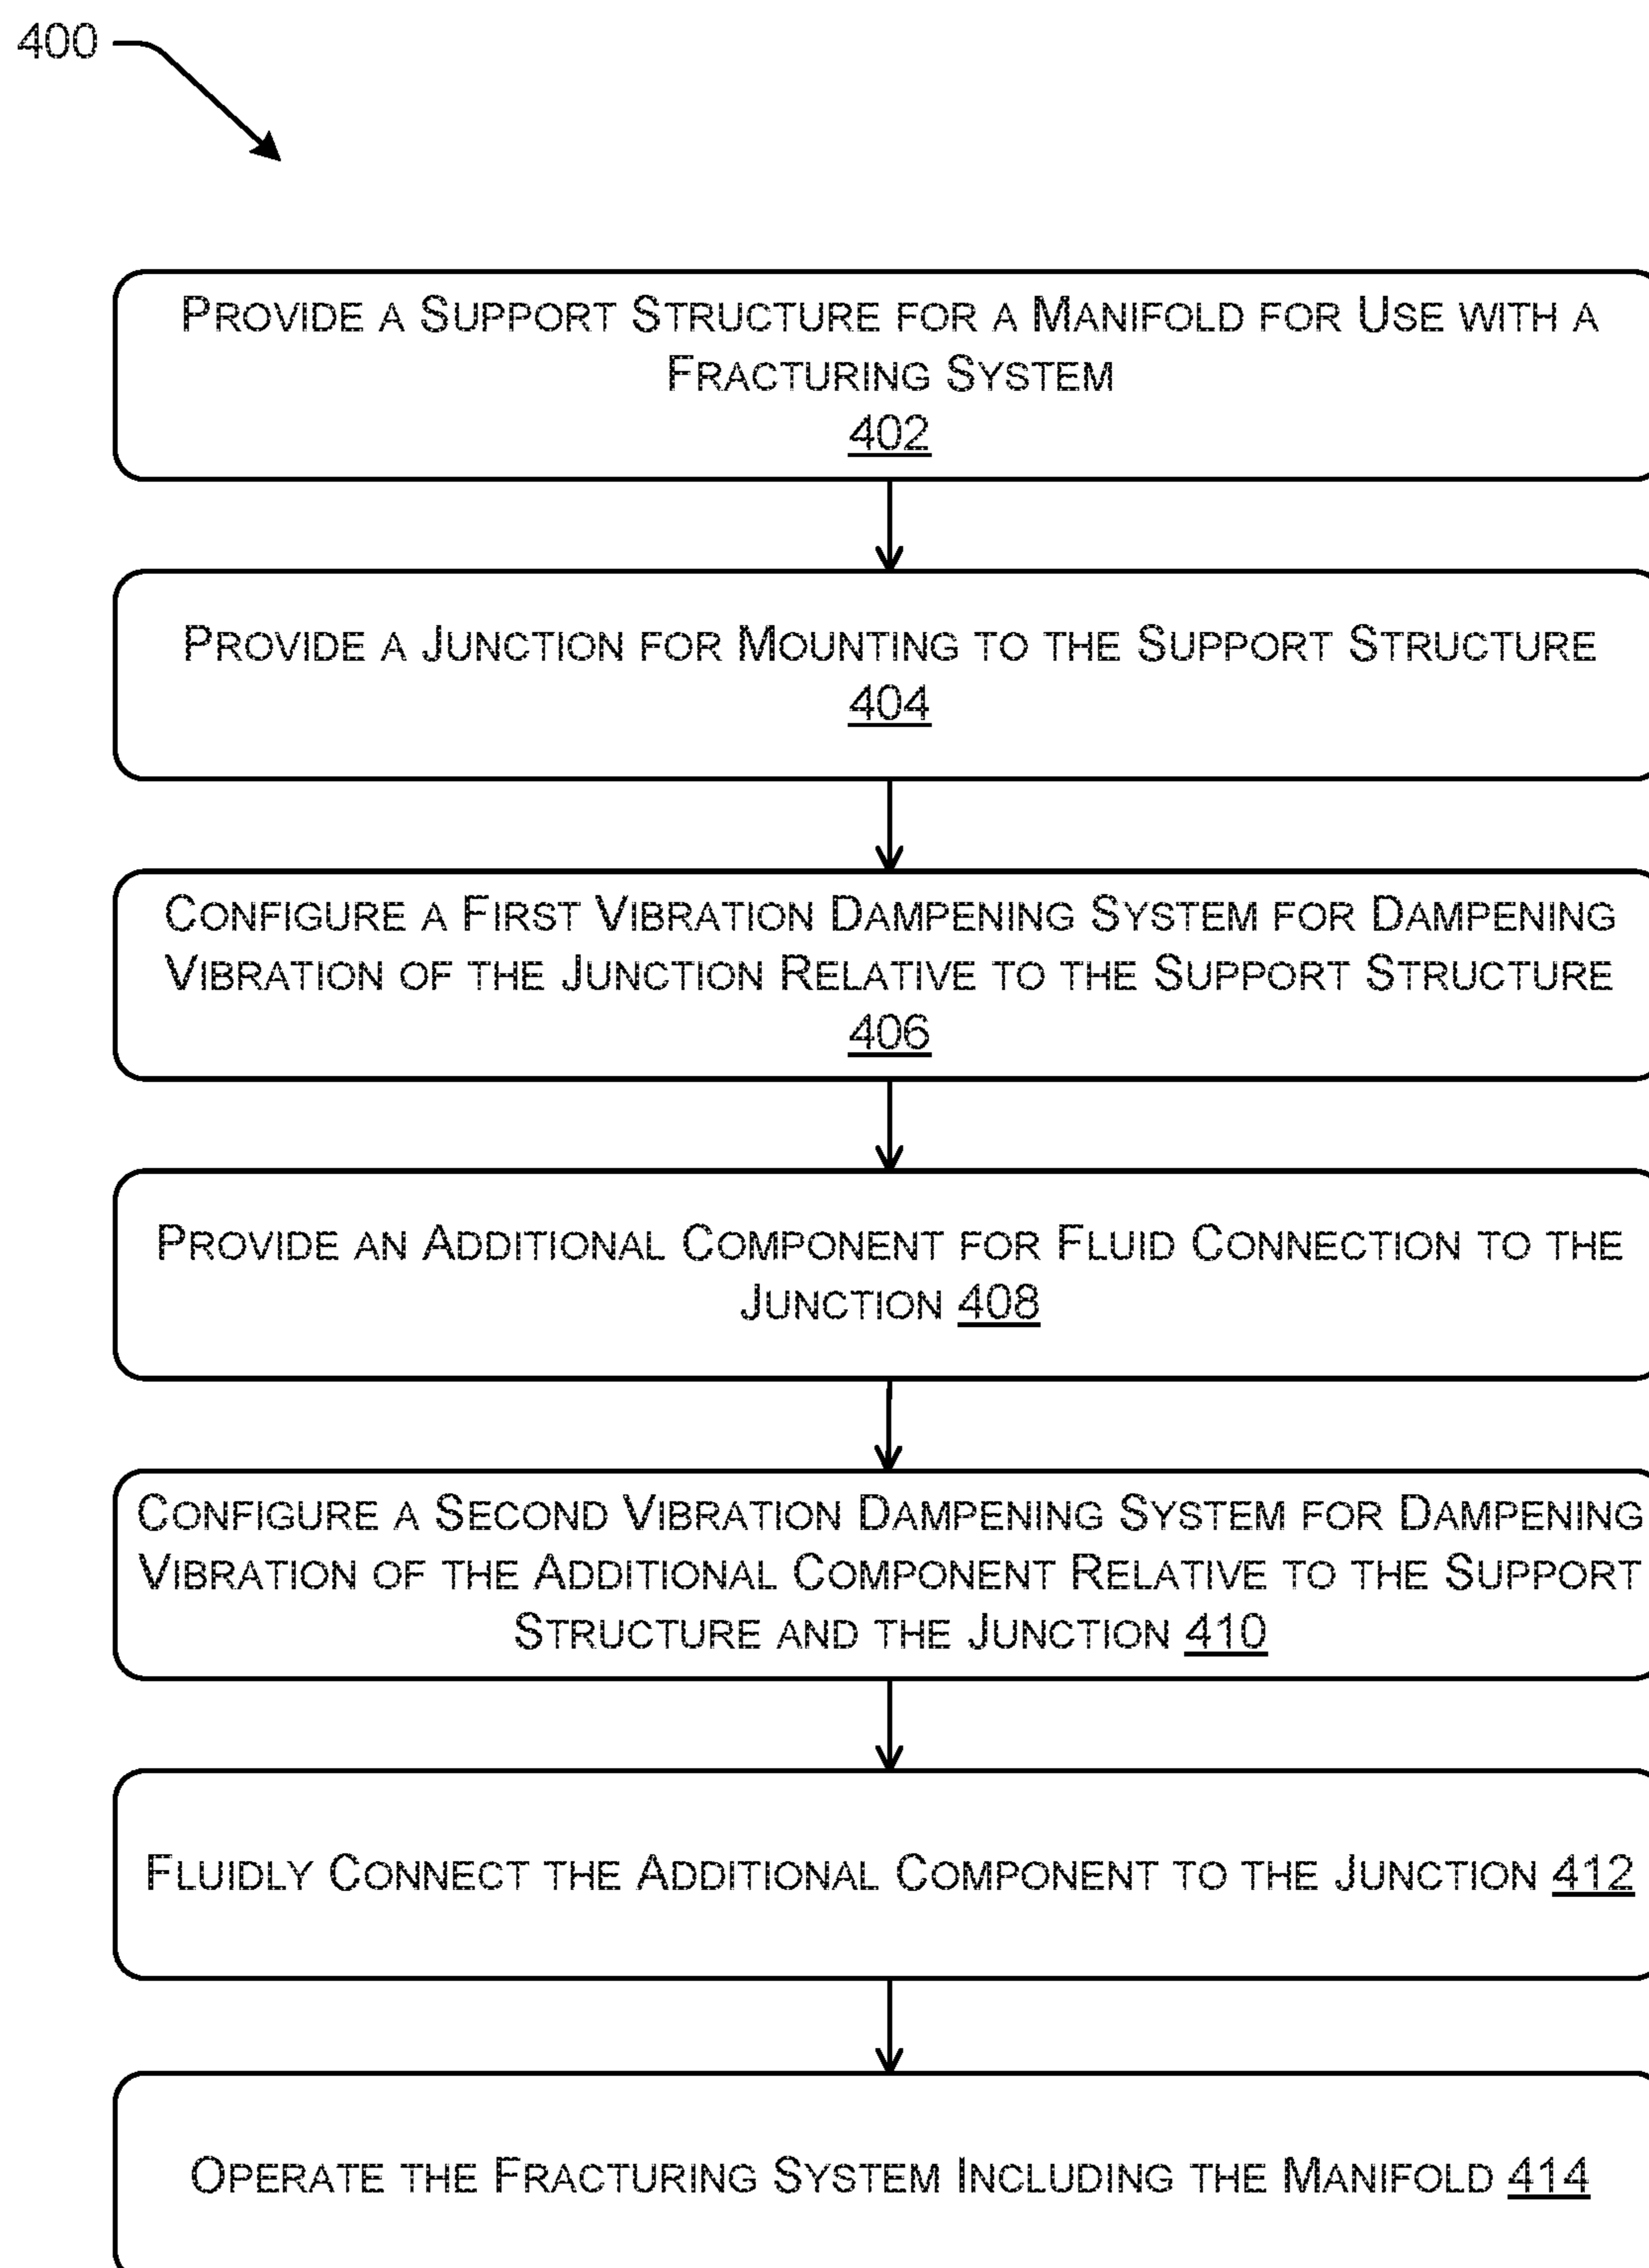 400
PROVIDE A SUPPORT STRUCTURE FOR A MANIFOLD FOR USE WITH A
FRACTURING SYSTEM
402
PROVIDE A JUNCTION FOR MOUNTING TO THE SUPPORT STRUCTURE
404
CONFIGURE A FIRST VIBRATION DAMPENING SYSTEM FOR DAMPENING
VIBRATION OF THE JUNCTION RELATIVE TO THE SUPPORT STRUCTURE
406
PROVIDE AN ADDITIONAL COMPONENT FOR FLUID CONNECTION TO THE
JUNCTION 408
CONFIGURE A SECOND VIBRATION DAMPENING SYSTEM FOR DAMPENING
VIBRATION OF THE ADDITIONAL COMPONENT RELATIVE TO THE SUPPORT
STRUCTURE AND THE JUNCTION 410
FLUIDLY CONNECT THE ADDITIONAL COMPONENT TO THE JUNCTION 412
OPERATE THE FRACTURING SYSTEM INCLUDING THE MANIFOLD 414